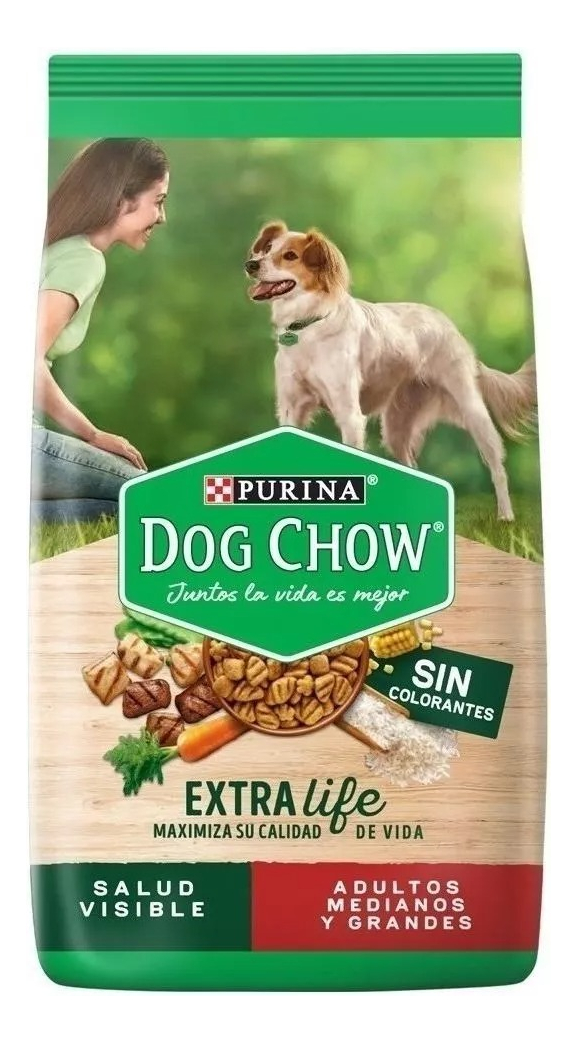 PURINA®
DOG CHOW®
Juntos la vida es mejor
SIN
COLORANTES
EXTRA life
MAXIMIZA SU CALIDAD DE VIDA
SALUD
VISIBLE
ADULTOS
MEDIANOS
Y GRANDES